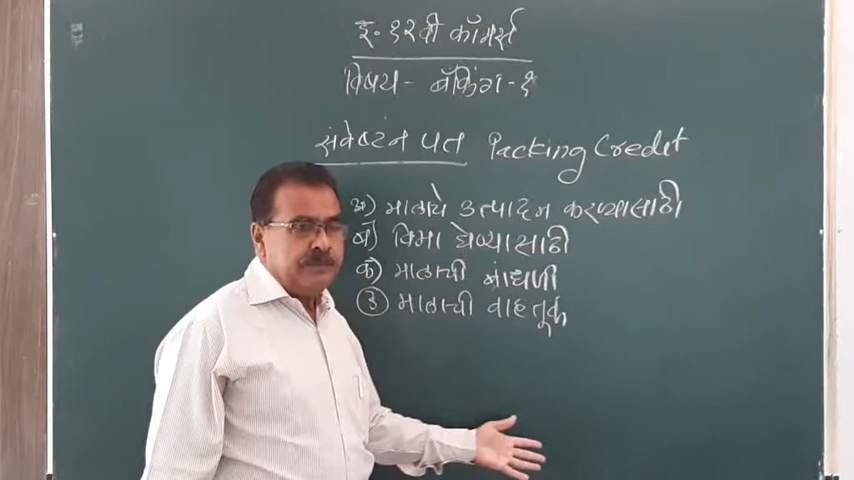 इ. १२वी कॉमर्स
विषय - बँकिंग - १
संवेष्टन पत Packing Credit
अ) मालाचे उत्पादन करण्यासाठी
ब) विमा घेण्यासाठी
क) मालाची बांधणी
ड) मालाची वाहतूक